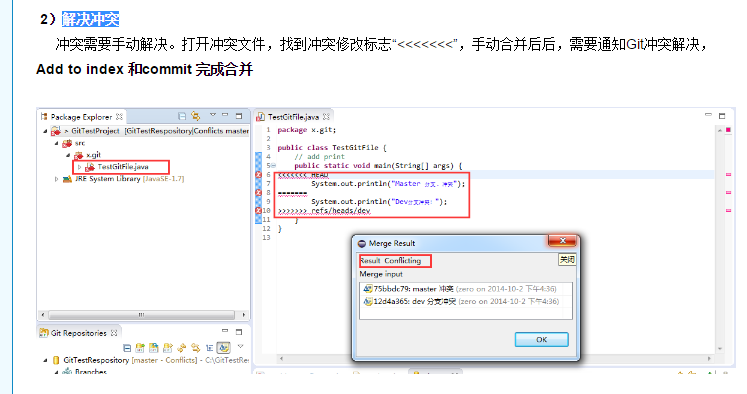 2）解决冲突
冲突需要手动解决。打开冲突文件，找到冲突修改标志“<<<<<<<”，手动合并后后，需要通知Git冲突解决，
Add to index 和commit 完成合并
Package Explorer
> GitTestProject [GitTestRespository|Conflicts master
src
x.git
TestGitFile.java
JRE System Library [JavaSE-1.7]
Git Repositories
GitTestRespository [master - Conflicts] - C:\GitTestRe
Branches
TestGitFile.java
1 package x.git;
2
3 public class TestGitFile {
4 // add print
5 public static void main(String[] args) {
6 <<<<<<< HEAD
7 System.out.println("Master 分支，冲突");
8 =======
9 System.out.println("Dev分支冲突！");
10 >>>>>>> refs/heads/dev
11 }
12 }
13
Merge Result
关闭
Result Conflicting
Merge input
75bbdc79: master 冲突 (zero on 2014-10-2 下午4:36)
12d4a365: dev 分支冲突 (zero on 2014-10-2 下午4:36)
OK